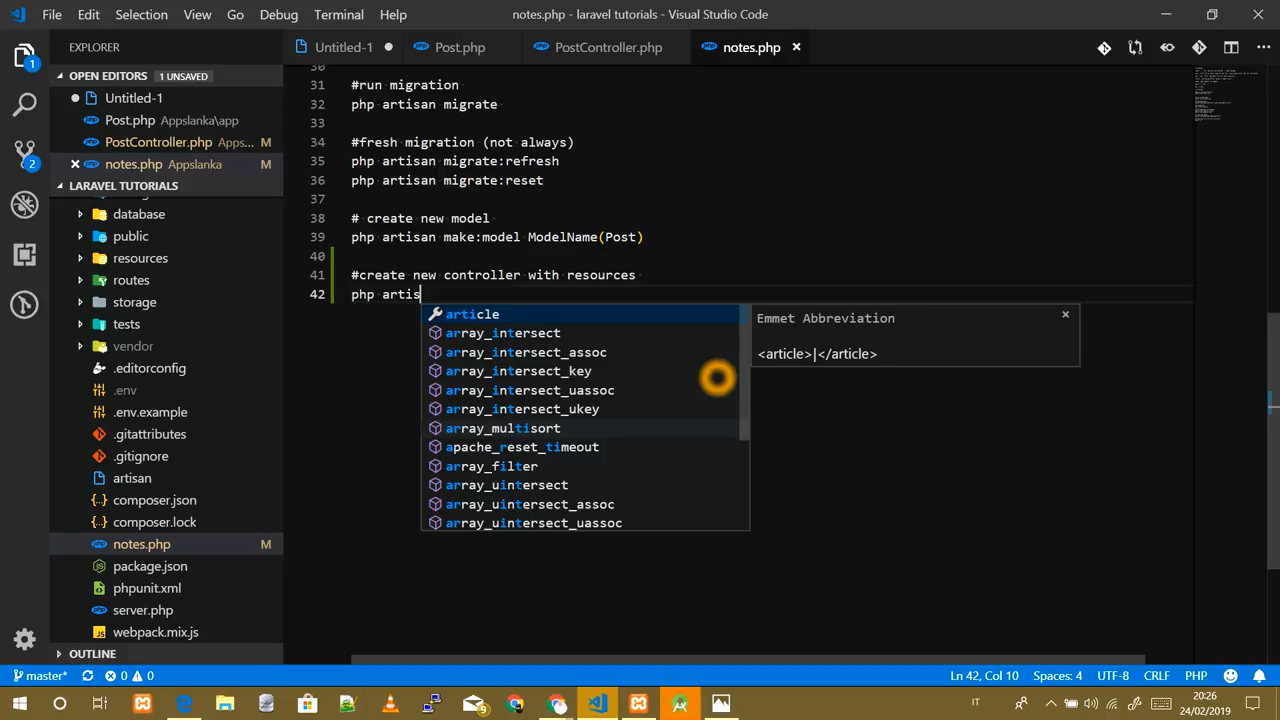 File Edit Selection View Go Debug Terminal Help
notes.php - laravel tutorials - Visual Studio Code
EXPLORER
Untitled-1
Post.php
PostController.php
notes.php
OPEN EDITORS 1 UNSAVED
Untitled-1
Post.php Appslanka\app
PostController.php Apps... M
notes.php Appslanka M
LARAVEL TUTORIALS
database
public
resources
routes
storage
tests
vendor
.editorconfig
.env
.env.example
.gitattributes
.gitignore
artisan
composer.json
composer.lock
notes.php M
phpunit.xml
package.json
server.php
webpack.mix.js
OUTLINE
30
31 #run migration
32 php artisan migrate
33
34 #fresh migration (not always)
35 php artisan migrate:refresh
36 php artisan migrate:reset
37
38 # create new model
39 php artisan make:model ModelName(Post)
40
41 #create new controller with resources
42 php artis
article
array_intersect
array_intersect_assoc
array_intersect_key
array_intersect_uassoc
array_intersect_ukey
array_multisort
apache_reset_timeout
array_filter
array_uintersect
array_uintersect_assoc
array_uintersect_uassoc
Emmet Abbreviation
<article>|</article>
1
2
master*
0 0
Ln 42, Col 10 Spaces: 4 UTF-8 CRLF PHP
9
IT
20:26
24/02/2019